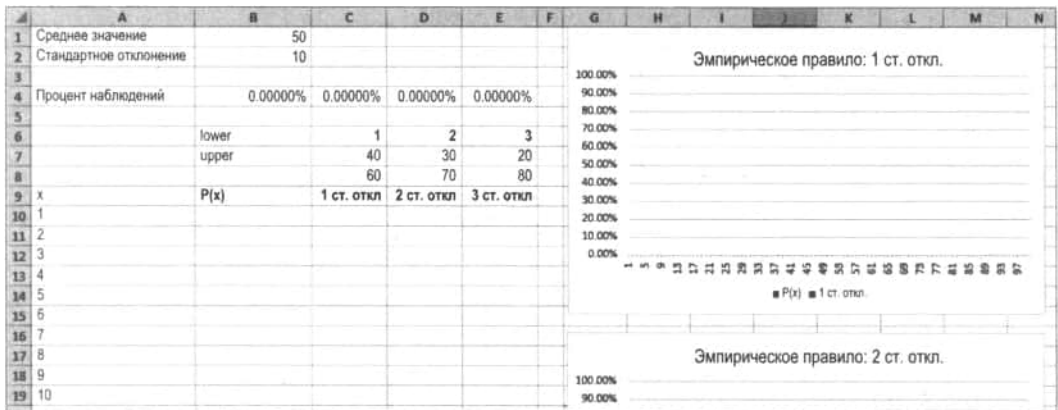 A B C D E F G H I J K L M N
1 Среднее значение 50
2 Стандартное отклонение 10
3
4 Процент наблюдений 0.00000% 0.00000% 0.00000% 0.00000%
5
6 lower 1 2 3
7 upper 40 30 20
8 60 70 80
9 x P(x) 1 ст. откл 2 ст. откл 3 ст. откл
10 1
11 2
12 3
13 4
14 5
15 6
16 7
17 8
18 9
19 10
Эмпирическое правило: 1 ст. откл.
100.00%
90.00%
80.00%
70.00%
60.00%
50.00%
40.00%
30.00%
20.00%
10.00%
0.00%
1 5 9 13 17 21 25 29 33 37 41 45 49 53 57 61 65 69 73 77 81 85 89 93 97
P(x) 1 ст. откл.
Эмпирическое правило: 2 ст. откл.
100.00%
90.00%